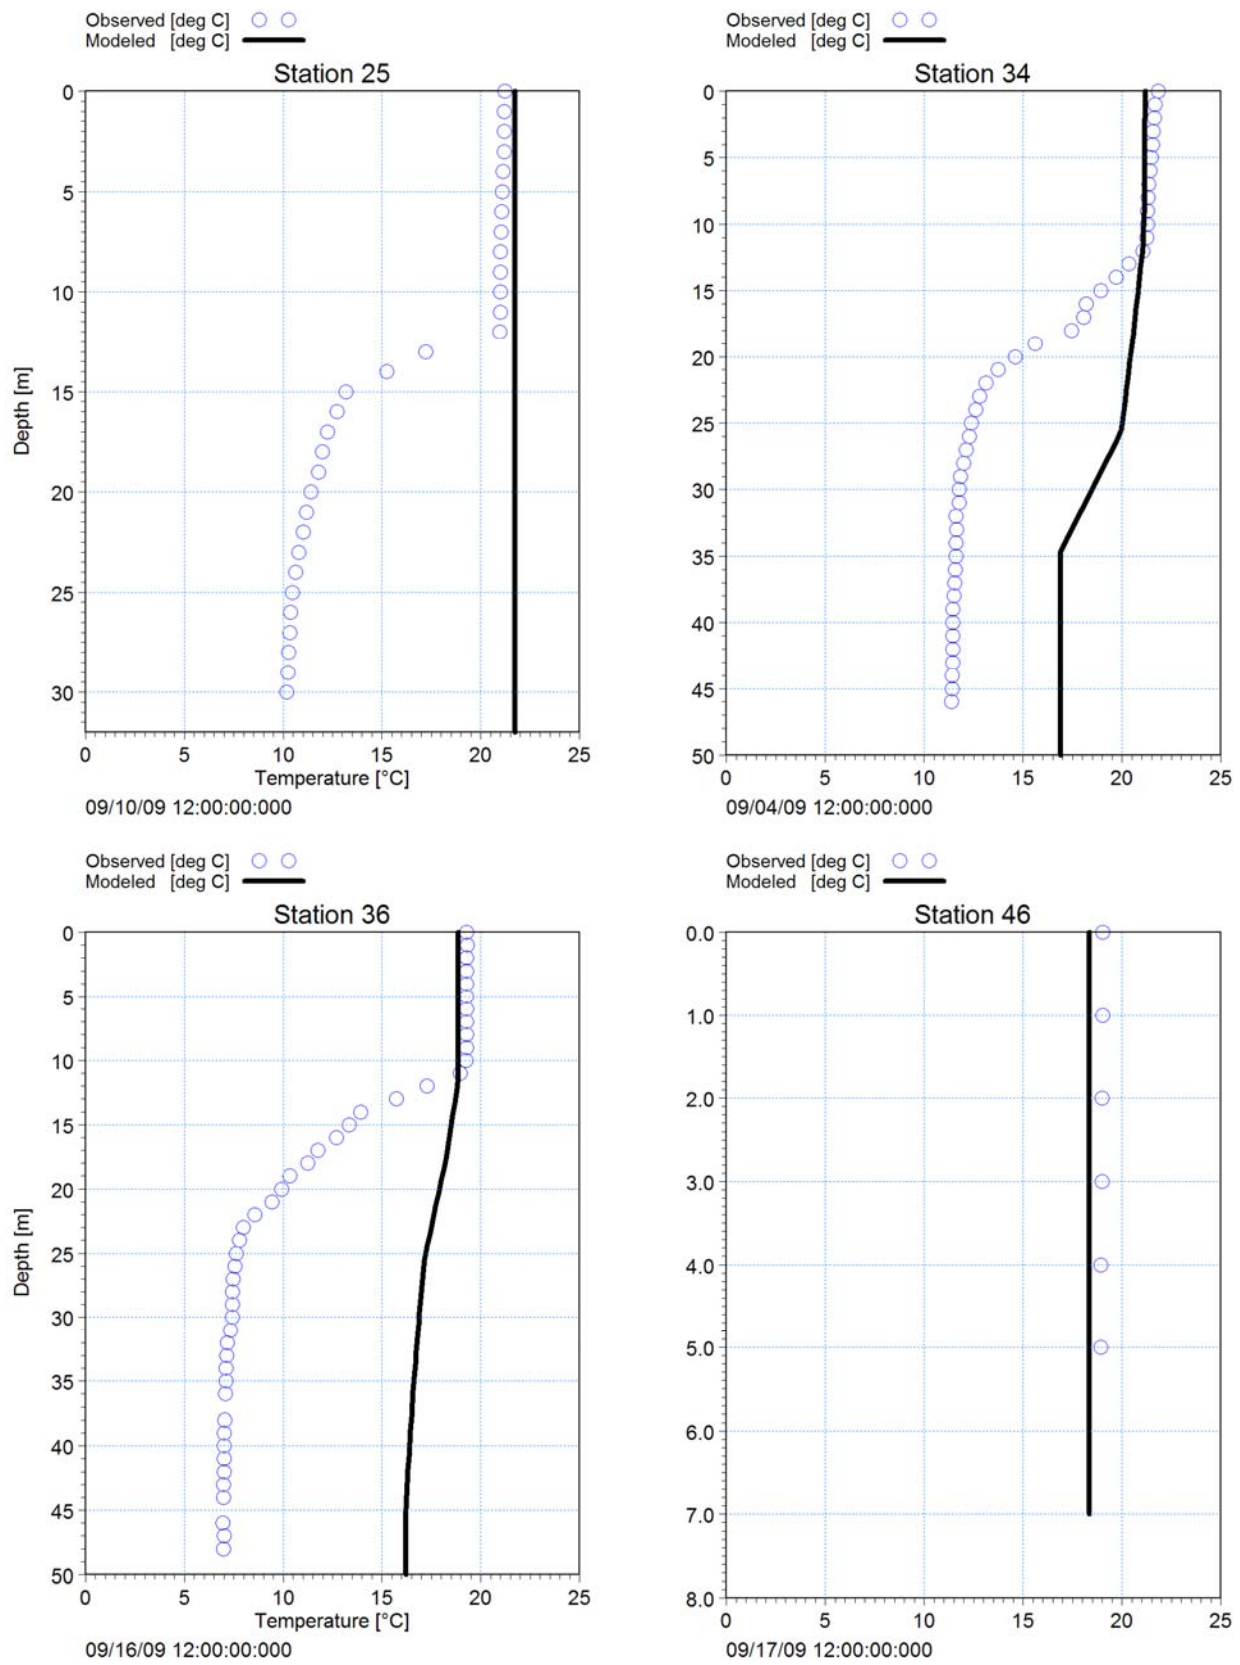 Observed [deg C]
Modeled [deg C]
Station 25
0
5
10
15
20
25
30
Depth [m]
0 5 10 15 20 25
Temperature [°C]
09/10/09 12:00:00:000
Observed [deg C]
Modeled [deg C]
Station 34
0
5
10
15
20
25
30
35
40
45
50
0 5 10 15 20 25
09/04/09 12:00:00:000
Observed [deg C]
Modeled [deg C]
Station 36
0
5
10
15
20
25
30
35
40
45
50
Depth [m]
0 5 10 15 20 25
Temperature [°C]
09/16/09 12:00:00:000
Observed [deg C]
Modeled [deg C]
Station 46
0.0
1.0
2.0
3.0
4.0
5.0
6.0
7.0
8.0
0 5 10 15 20 25
09/17/09 12:00:00:000